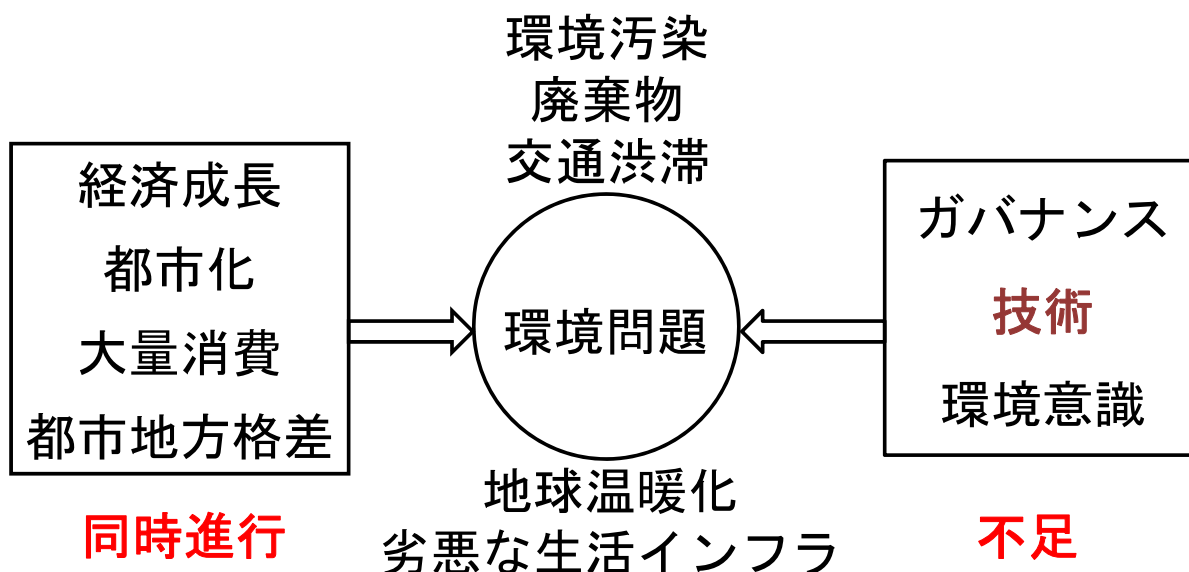 環境汚染
廃棄物
交通渋滞
経済成長
都市化
大量消費
都市地方格差
同時進行
環境問題
地球温暖化
劣悪な生活インフラ
ガバナンス
技術
環境意識
不足